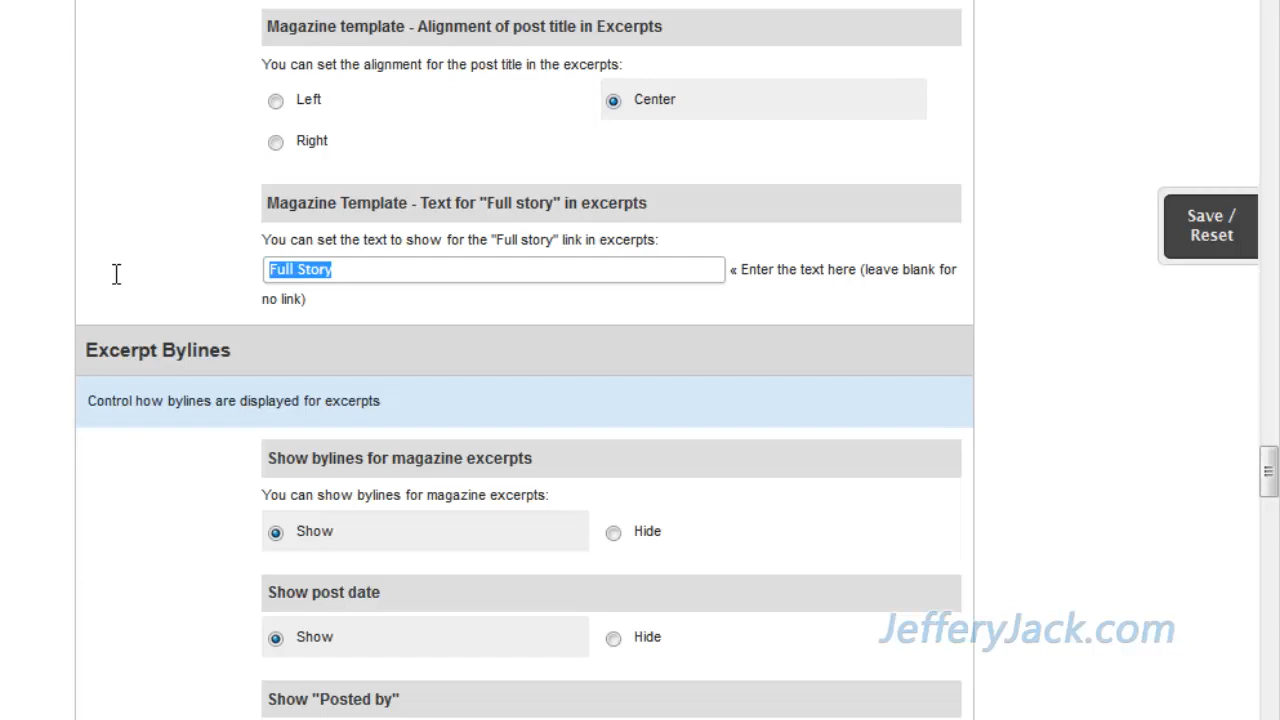 Magazine template - Alignment of post title in Excerpts
You can set the alignment for the post title in the excerpts:
Left
Center
Right
Magazine Template - Text for "Full story" in excerpts
Save /
Reset
You can set the text to show for the "Full story" link in excerpts:
Full Story
« Enter the text here (leave blank for
no link)
Excerpt Bylines
Control how bylines are displayed for excerpts
Show bylines for magazine excerpts
You can show bylines for magazine excerpts:
Show
Hide
Show post date
Show
Hide
JefferyJack.com
Show "Posted by"